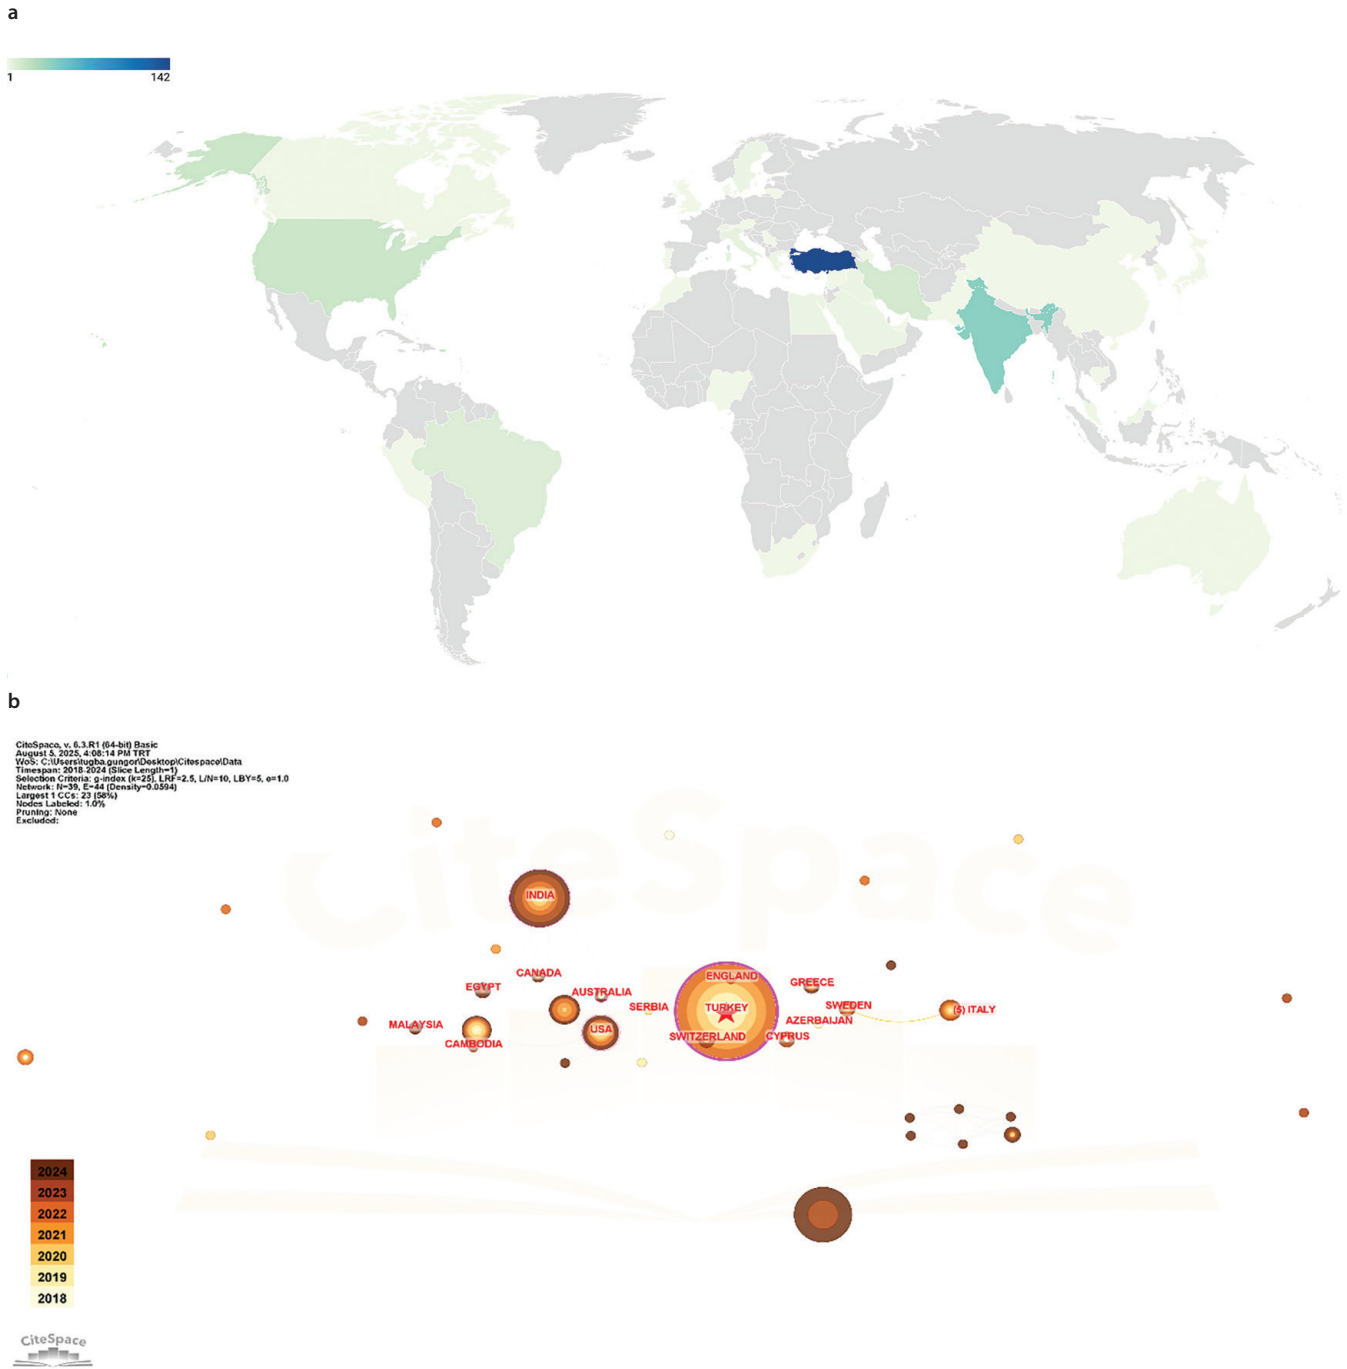 a
1
142
b
CiteSpace, v. 6.3.R1 (64-bit) Basic
August 5, 2025, 4:08:14 PM TRT
WoS: C:\Users\tugba.gungor\Desktop\Citespace\Data
Timespan: 2018-2024 (Slice Length=1)
Selection Criteria: g-index (k=25), LRF=2.5, L/N=10, LBY=5, e=1.0
Network: N=39, E=44 (Density=0.0594)
Largest 1 CCs: 23 (58%)
Nodes Labeled: 1.0%
Pruning: None
Excluded:
CiteSpace
INDIA
CANADA
ENGLAND
EGYPT
AUSTRALIA
GREECE
SERBIA
TURKEY
SWEDEN
(5) ITALY
MALAYSIA
USA
AZERBAIJAN
CAMBODIA
SWITZERLAND
CYPRUS
2024
2023
2022
2021
2020
2019
2018
CiteSpace